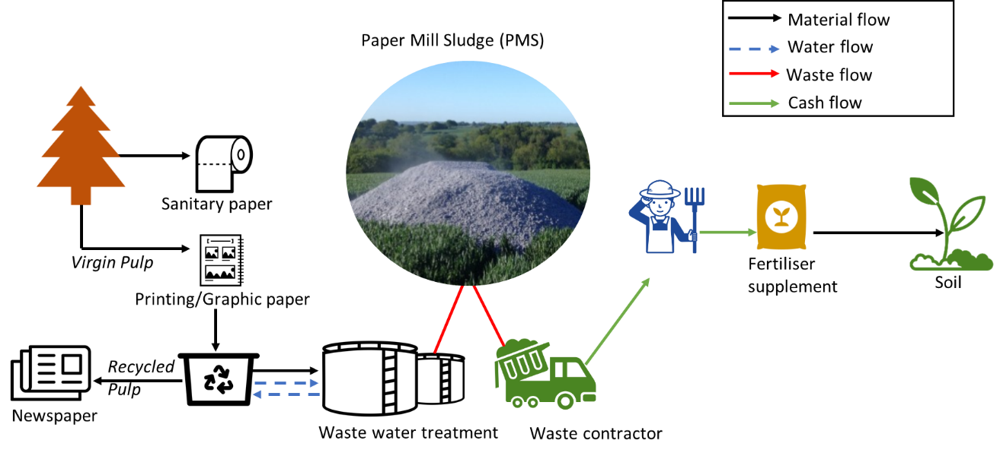 Paper Mill Sludge (PMS)
Material flow
Water flow
Waste flow
Cash flow
Sanitary paper
Virgin Pulp
Printing/Graphic paper
Fertiliser
supplement
Soil
Recycled
Pulp
Newspaper
Waste water treatment
Waste contractor